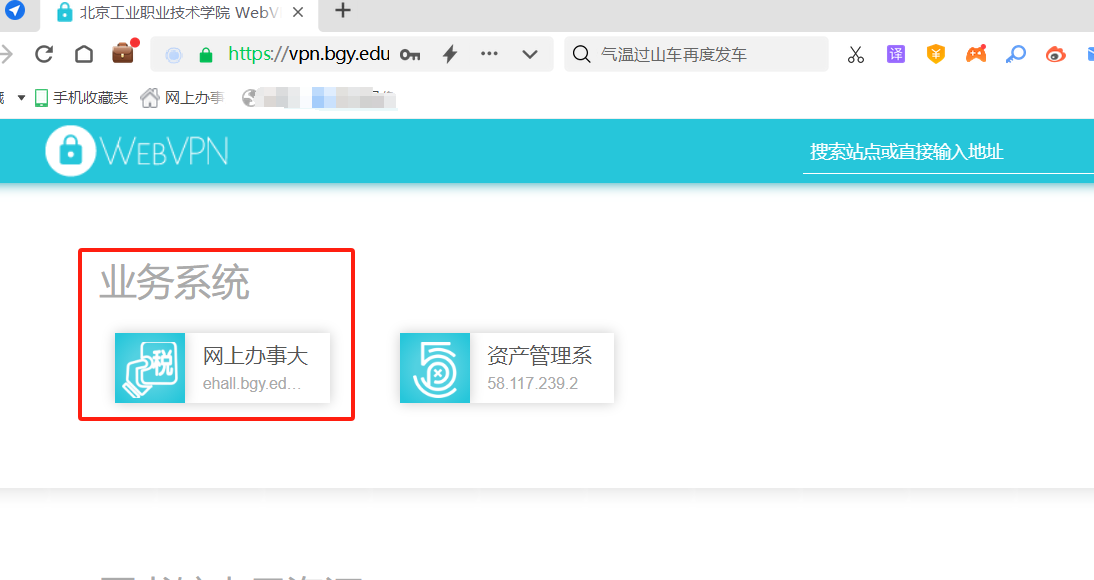 北京工业职业技术学院 WebV
https://vpn.bgy.edu
气温过山车再度发车
译
手机收藏夹
网上办事
WEBVPN
搜索站点或直接输入地址
业务系统
税
网上办事大
ehall.bgy.ed...
资产管理系
58.117.239.2